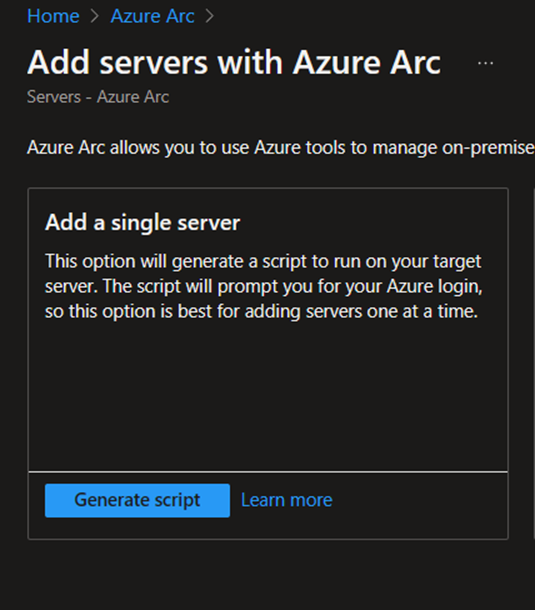 Home > Azure Arc >
Add servers with Azure Arc ...
Servers - Azure Arc
Azure Arc allows you to use Azure tools to manage on-premise
Add a single server
This option will generate a script to run on your target
server. The script will prompt you for your Azure login,
so this option is best for adding servers one at a time.
Generate script Learn more